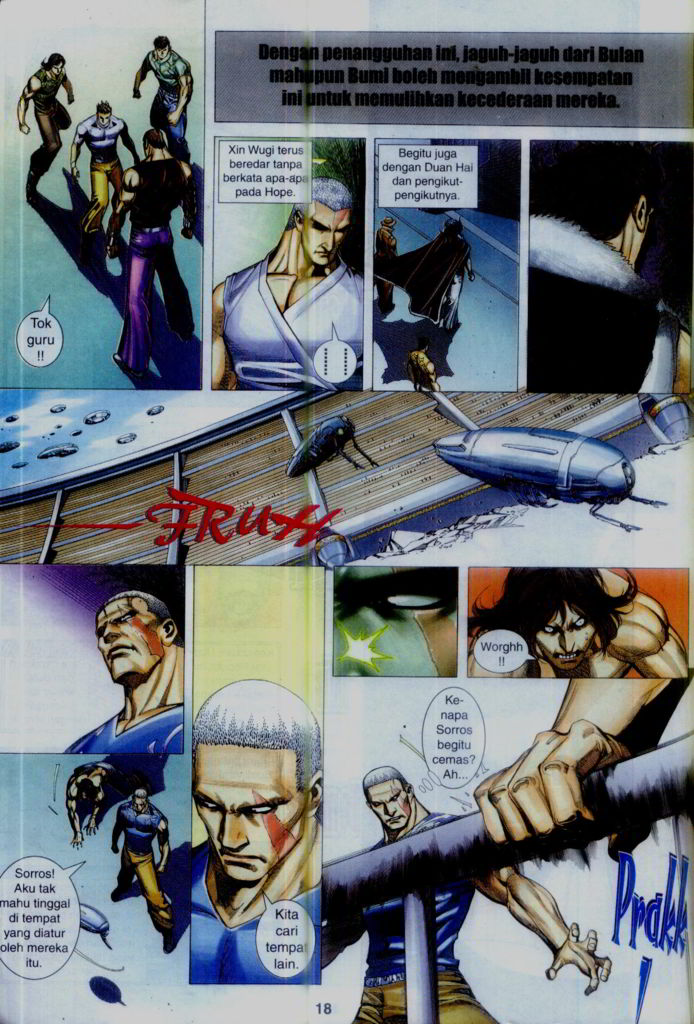 Dengan penangguhan ini, jaguh-jaguh dari Bulan
mahupun Bumi boleh mengambil kesempatan
ini untuk memulihkan kecederaan mereka.
Tok
guru
!!
Xin Wugi terus
beredar tanpa
berkata apa-apa
pada Hope.
Begitu juga
dengan Duan Hai
dan pengikut-
pengikutnya.
FRUH
Worghh
!!
Sorros!
Aku tak
mahu tinggal
di tempat
yang diatur
oleh mereka
itu.
Kita
cari
tempat
lain.
Ke-
napa
Sorros
begitu
cemas?
Ah...
Prakk
!
18